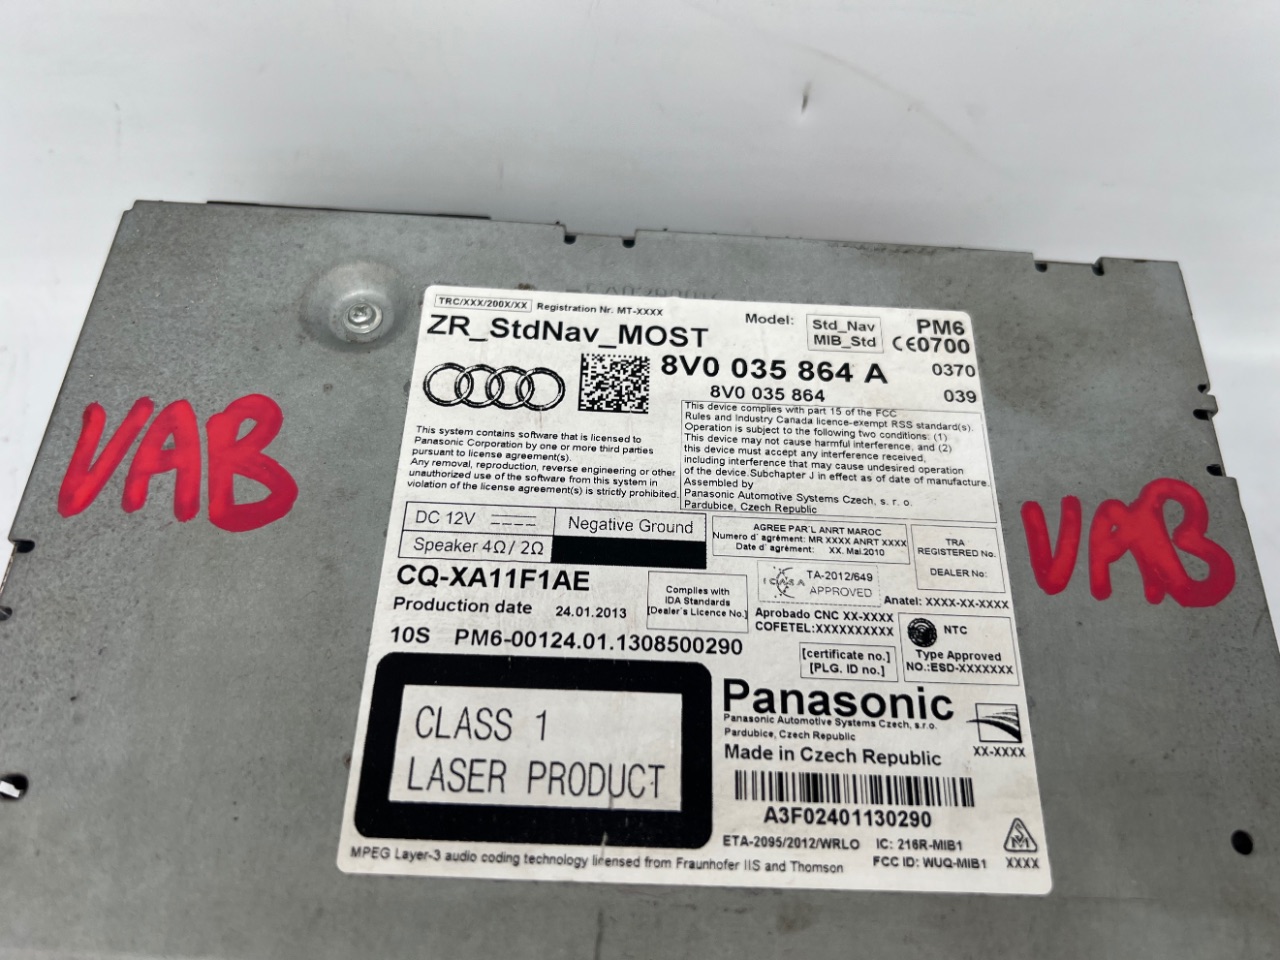 TRC/XXX/200X/XX Registration Nr. MT-XXXX
ZR_StdNav_MOST
Model: Std_Nav MIB_Std
PM6
CE0700
8V0 035 864 A 0370
8V0 035 864 039
This system contains software that is licensed to
Panasonic Corporation by one or more third parties
pursuant to license agreement(s).
Any removal, reproduction, reverse engineering or other
unauthorized use of the software from this system in
violation of the license agreement(s) is strictly prohibited.
This device complies with part 15 of the FCC
Rules and Industry Canada licence-exempt RSS standard(s).
Operation is subject to the following two conditions: (1)
This device may not cause harmful interference, and (2)
this device must accept any interference received,
including interference that may cause undesired operation
of the device.Subchapter J in effect as of date of manufacture.
Assembled by
Panasonic Automotive Systems Czech, s. r. o.
Pardubice, Czech Republic
DC 12V Negative Ground
Speaker 4Ω/ 2Ω
AGREE PAR'L ANRT MAROC
Numero d' agrément: MR XXXX ANRT XXXX
Date d' agrément: XX. Mai.2010
TRA
REGISTERED No.
DEALER No:
CQ-XA11F1AE
Production date 24.01.2013
Complies with
IDA Standards
[Dealer's Licence No.]
ICASA TA-2012/649
APPROVED
Anatel: XXXX-XX-XXXX
Aprobado CNC XX-XXXX
COFETEL:XXXXXXXXXX
NTC
Type Approved
NO.:ESD-XXXXXXX
10S PM6-00124.01.1308500290
[certificate no.]
[PLG. ID no.]
CLASS 1
LASER PRODUCT
Panasonic
Panasonic Automotive Systems Czech, s.r.o.
Pardubice, Czech Republic
Made in Czech Republic
XX-XXXX
A3F02401130290
ETA-2095/2012/WRLO IC: 216R-MIB1
FCC ID: WUQ-MIB1 XXXX
MPEG Layer-3 audio coding technology licensed from Fraunhofer IIS and Thomson
VAB
VAB